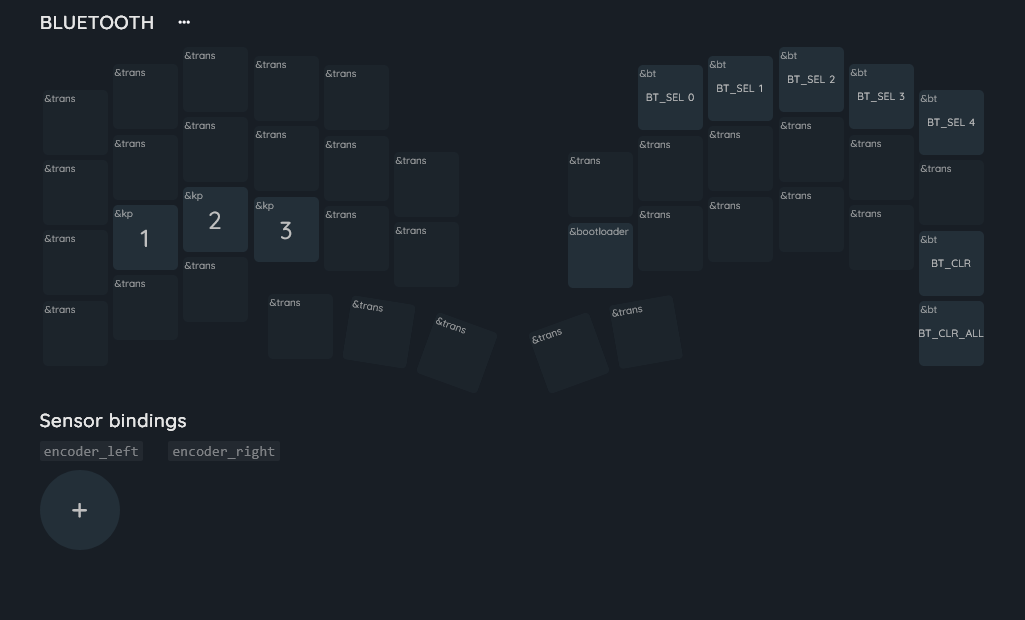 BLUETOOTH •••
&trans &trans &trans &trans &trans &bt BT_SEL 0 &bt BT_SEL 1 &bt BT_SEL 2 &bt BT_SEL 3 &bt BT_SEL 4
&trans &trans &trans &trans &trans &trans &trans &trans &trans &trans &trans &trans
&trans &kp 1 &kp 2 &kp 3 &trans &trans &bootloader &trans &trans &trans &trans &bt BT_CLR
&trans &trans &trans &trans &trans &trans &trans &trans &bt BT_CLR_ALL
Sensor bindings
encoder_left encoder_right
+